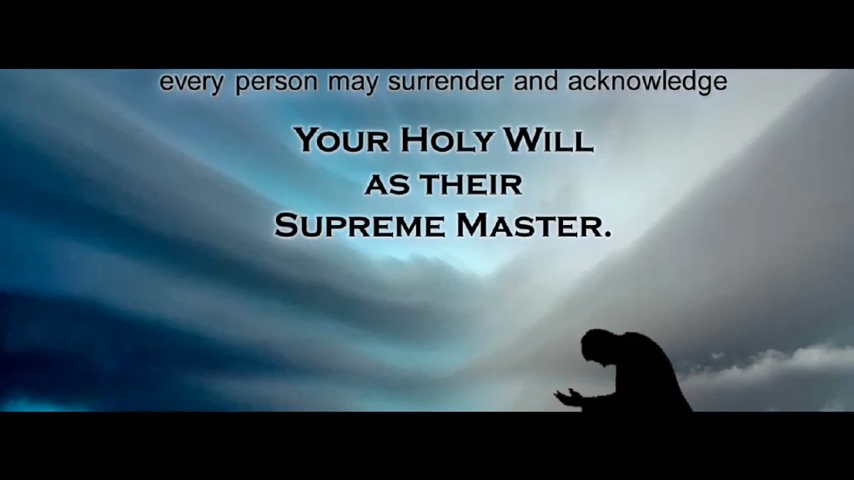 every person may surrender and acknowledge
YOUR HOLY WILL
AS THEIR
SUPREME MASTER.